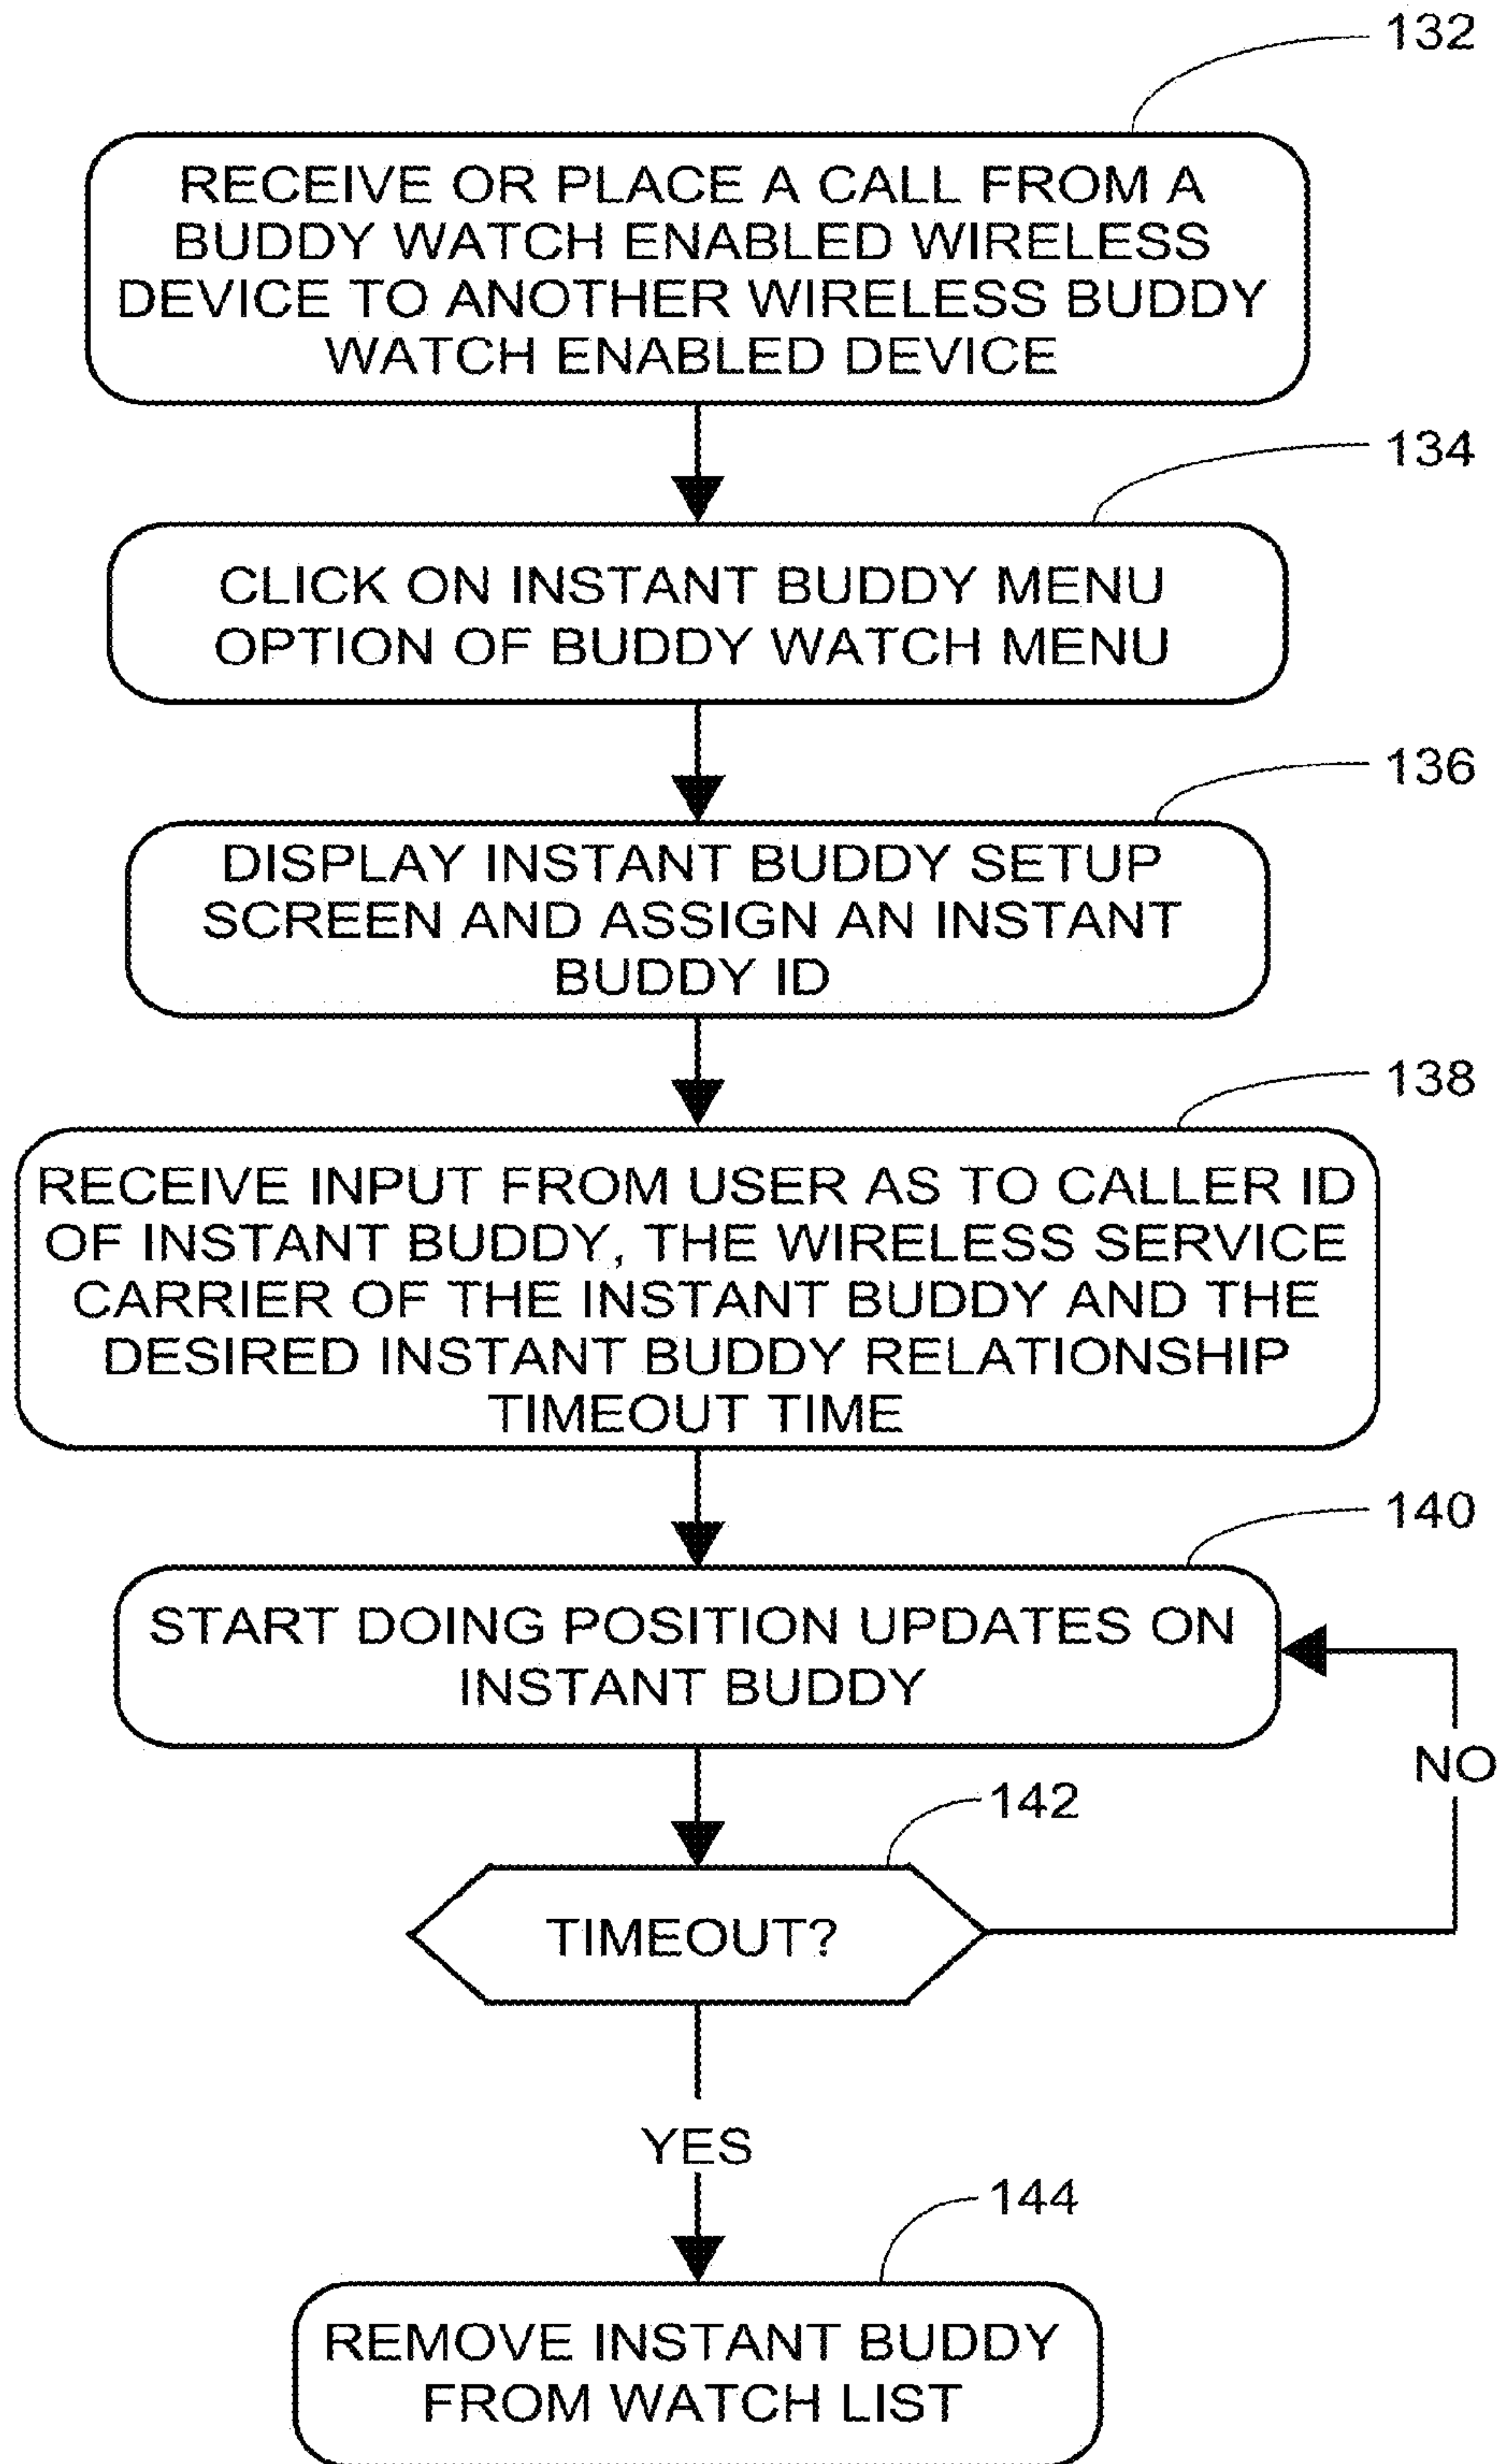 132
RECEIVE OR PLACE A CALL FROM A
BUDDY WATCH ENABLED WIRELESS
DEVICE TO ANOTHER WIRELESS BUDDY
WATCH ENABLED DEVICE
134
CLICK ON INSTANT BUDDY MENU
OPTION OF BUDDY WATCH MENU
136
DISPLAY INSTANT BUDDY SETUP
SCREEN AND ASSIGN AN INSTANT
BUDDY ID
138
RECEIVE INPUT FROM USER AS TO CALLER ID
OF INSTANT BUDDY, THE WIRELESS SERVICE
CARRIER OF THE INSTANT BUDDY AND THE
DESIRED INSTANT BUDDY RELATIONSHIP
TIMEOUT TIME
140
START DOING POSITION UPDATES ON
INSTANT BUDDY
NO
142
TIMEOUT?
YES
144
REMOVE INSTANT BUDDY
FROM WATCH LIST